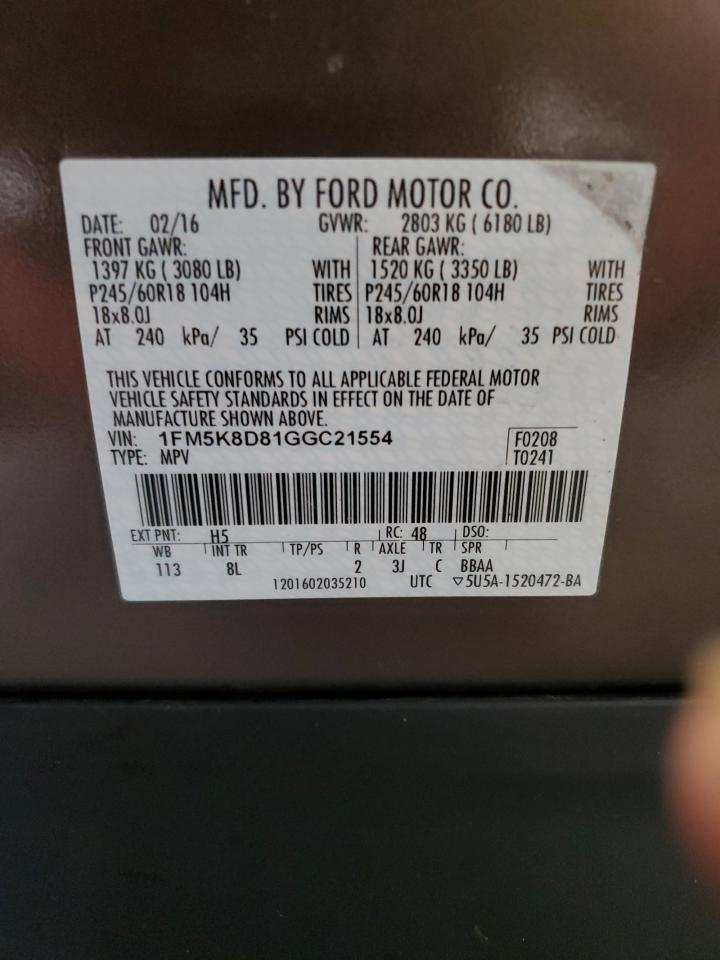 MFD. BY FORD MOTOR CO.
DATE: 02/16 GVWR: 2803 KG ( 6180 LB)
FRONT GAWR: REAR GAWR:
1397 KG ( 3080 LB) WITH 1520 KG ( 3350 LB) WITH
P245/60R18 104H TIRES P245/60R18 104H TIRES
18x8.0J RIMS 18x8.0J RIMS
AT 240 kPa/ 35 PSI COLD AT 240 kPa/ 35 PSI COLD
THIS VEHICLE CONFORMS TO ALL APPLICABLE FEDERAL MOTOR
VEHICLE SAFETY STANDARDS IN EFFECT ON THE DATE OF
MANUFACTURE SHOWN ABOVE.
VIN: 1FM5K8D81GGC21554 F0208
TYPE: MPV T0241
EXT PNT: H5 RC: 48 DSO:
WB INT TR TP/PS R AXLE TR SPR
113 8L 2 3J C BBAA
1201602035210 UTC ▽5U5A-1520472-BA